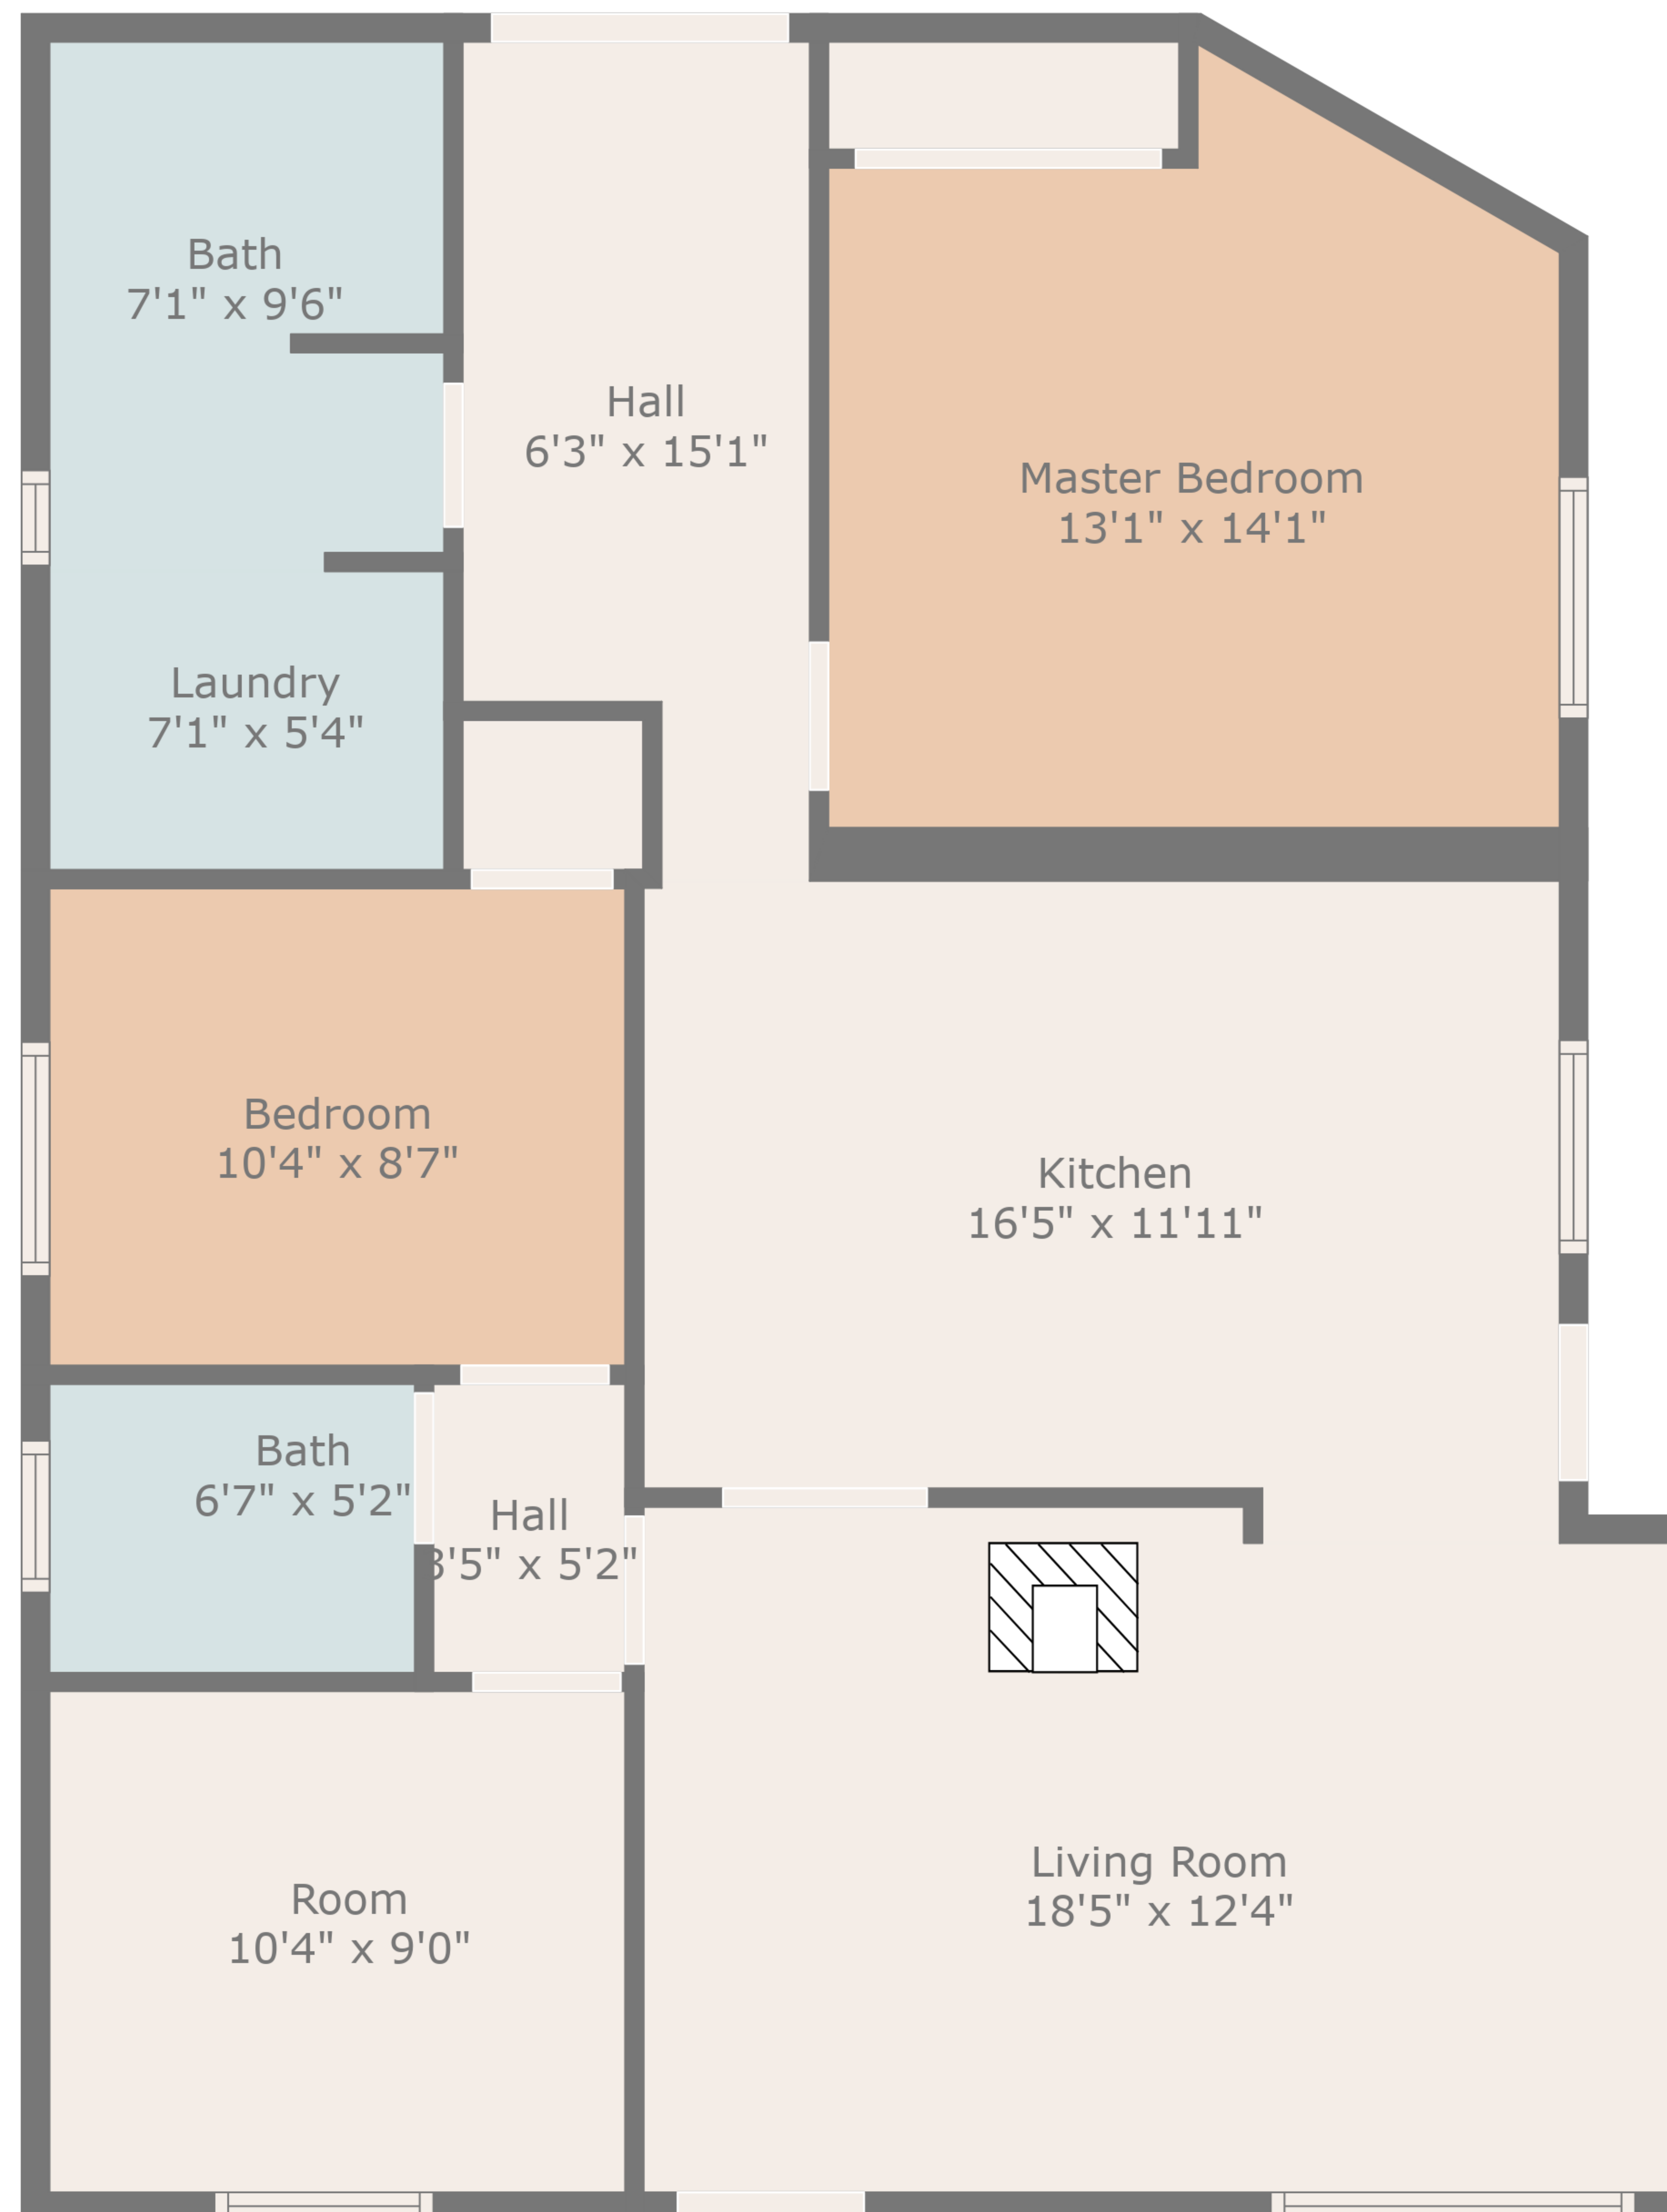 Bath
7'1" x 9'6"
Hall
6'3" x 15'1"
Master Bedroom
13'1" x 14'1"
Laundry
7'1" x 5'4"
Bedroom
10'4" x 8'7"
Kitchen
16'5" x 11'11"
Bath
6'7" x 5'2"
Hall
3'5" x 5'2"
Living Room
18'5" x 12'4"
Room
10'4" x 9'0"